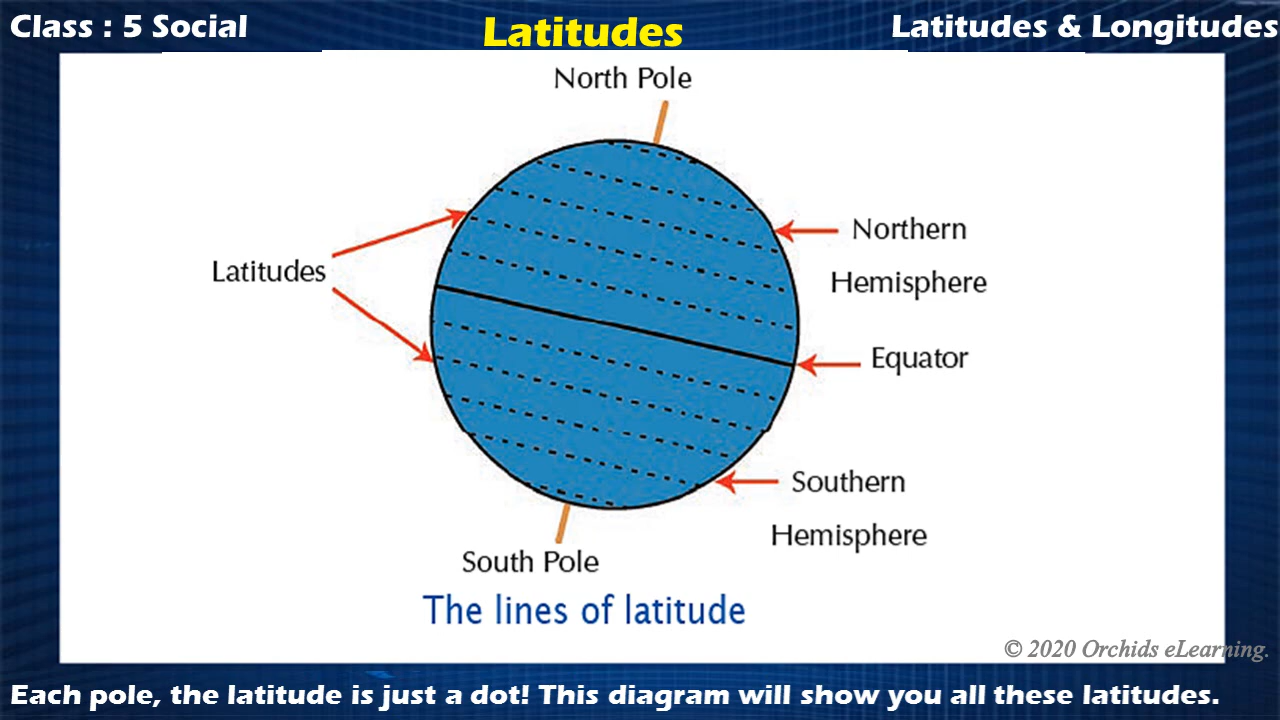 Class : 5 Social
Latitudes
Latitudes & Longitudes
North Pole
Northern
Hemisphere
Latitudes
Equator
Southern
Hemisphere
South Pole
The lines of latitude
© 2020 Orchids eLearning.
Each pole, the latitude is just a dot! This diagram will show you all these latitudes.